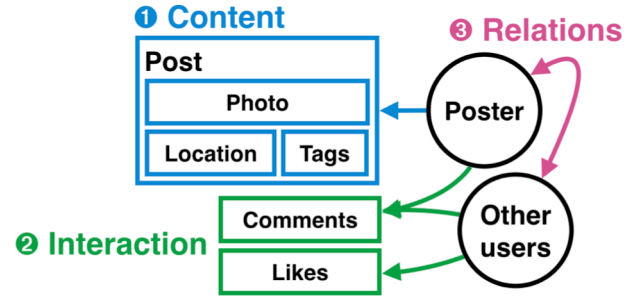 ❶ Content
❸ Relations
Post
Photo
Poster
Location
Tags
Comments
Other
users
❷ Interaction
Likes